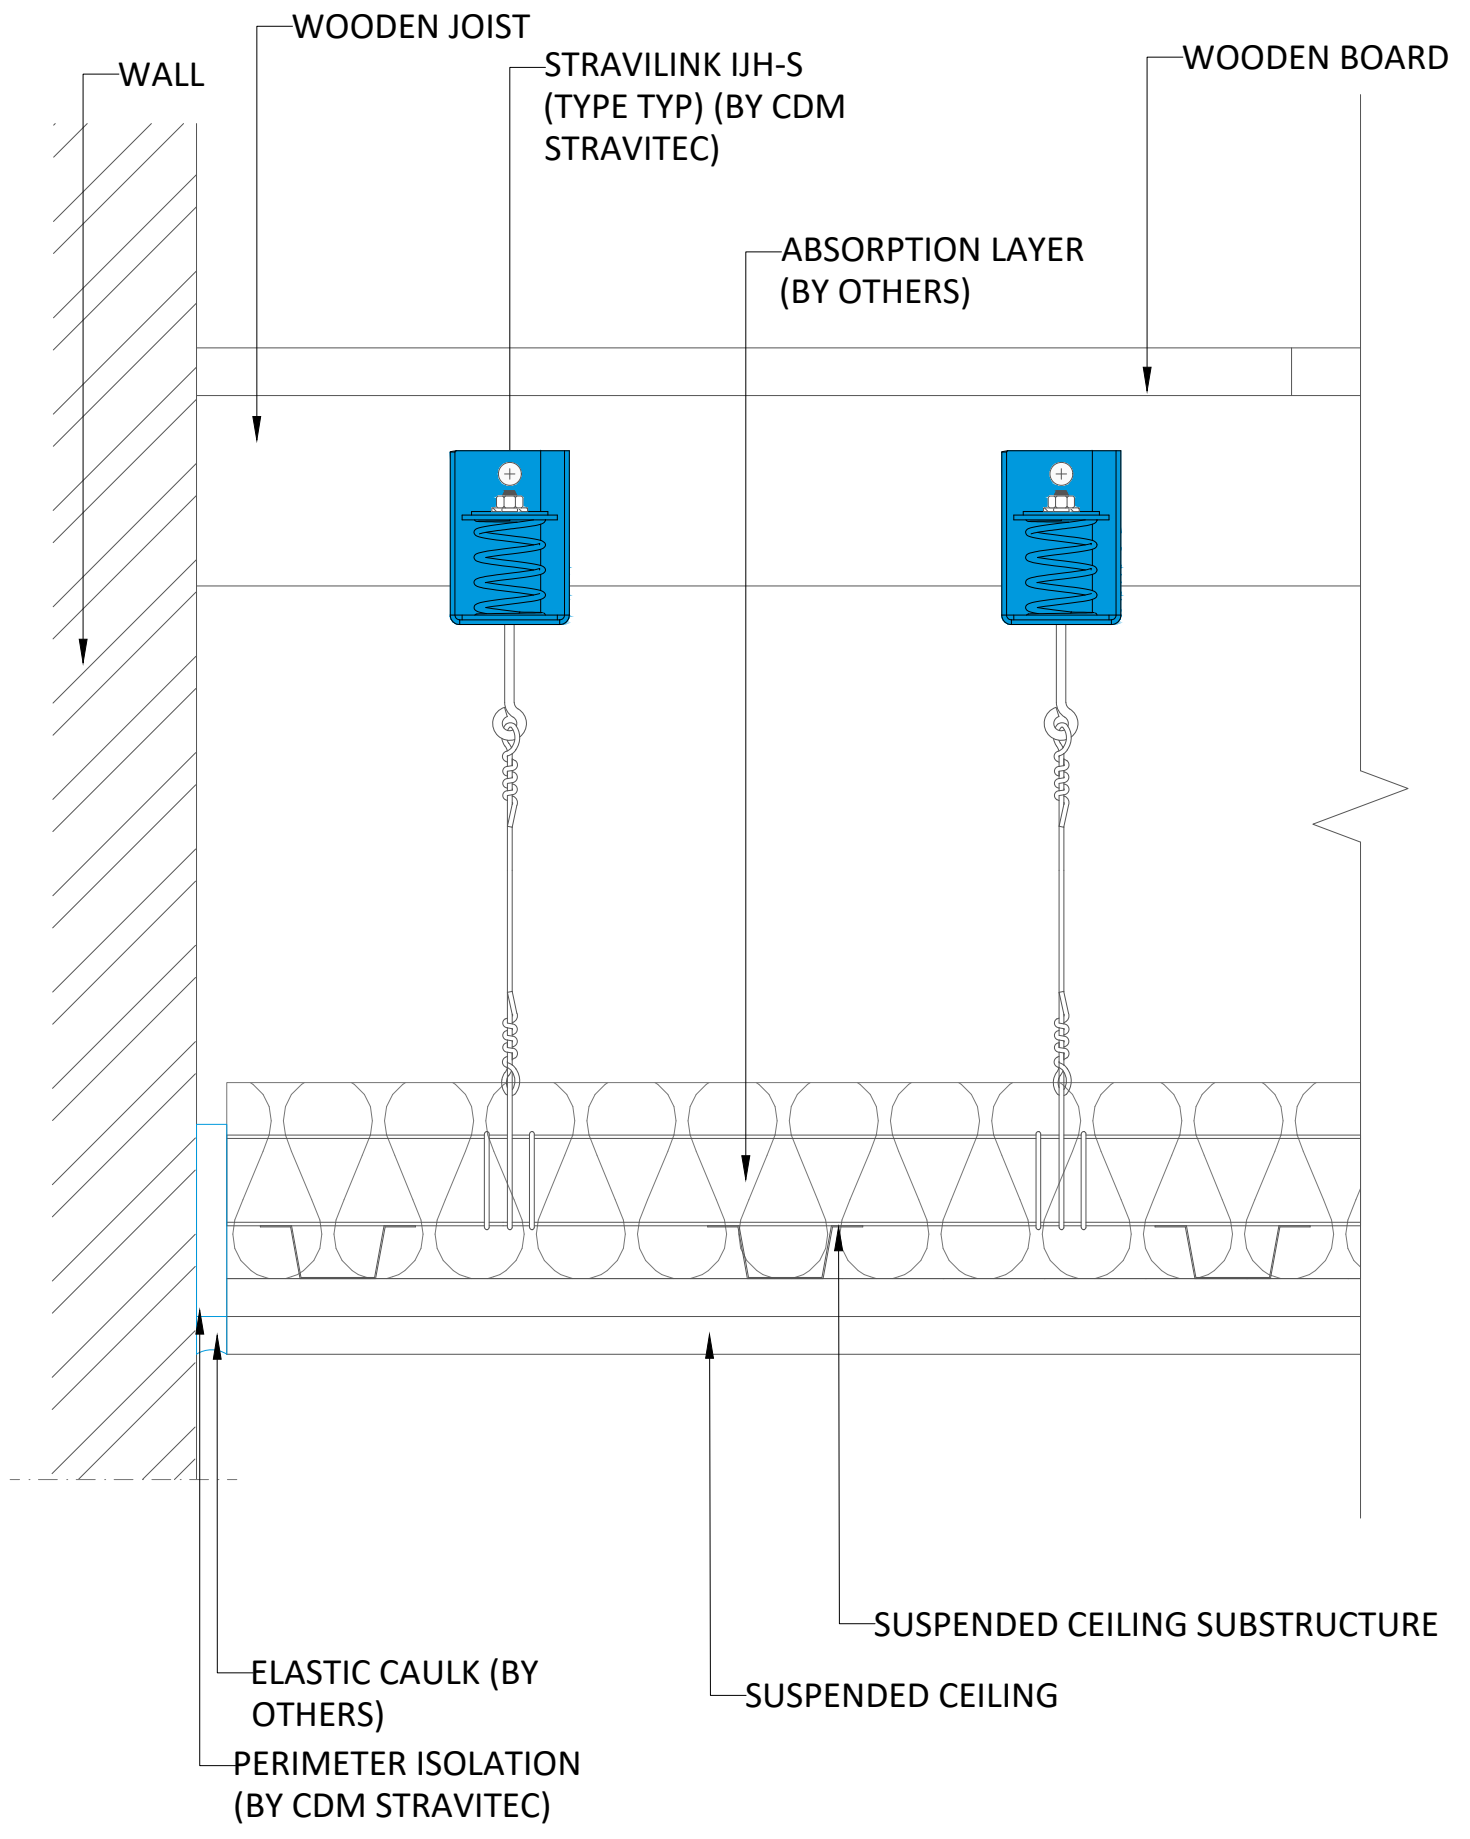 WOODEN JOIST
WALL
STRAVILINK IJH-S
(TYPE TYP) (BY CDM
STRAVITEC)
WOODEN BOARD
ABSORPTION LAYER
(BY OTHERS)
SUSPENDED CEILING SUBSTRUCTURE
ELASTIC CAULK (BY
OTHERS)
SUSPENDED CEILING
PERIMETER ISOLATION
(BY CDM STRAVITEC)